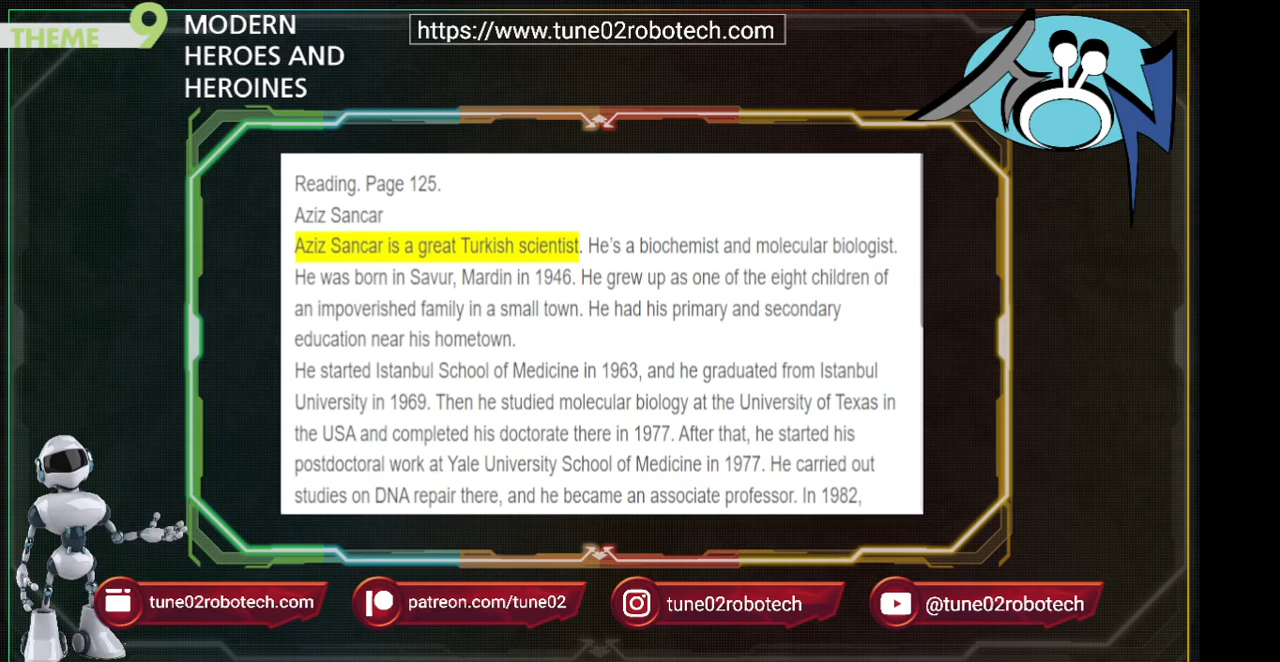 THEME 9
MODERN
HEROES AND
HEROINES
https://www.tune02robotech.com
Reading. Page 125.
Aziz Sancar
Aziz Sancar is a great Turkish scientist. He's a biochemist and molecular biologist.
He was born in Savur, Mardin in 1946. He grew up as one of the eight children of
an impoverished family in a small town. He had his primary and secondary
education near his hometown.
He started Istanbul School of Medicine in 1963, and he graduated from Istanbul
University in 1969. Then he studied molecular biology at the University of Texas in
the USA and completed his doctorate there in 1977. After that, he started his
postdoctoral work at Yale University School of Medicine in 1977. He carried out
studies on DNA repair there, and he became an associate professor. In 1982,
tune02robotech.com
patreon.com/tune02
tune02robotech
@tune02robotech